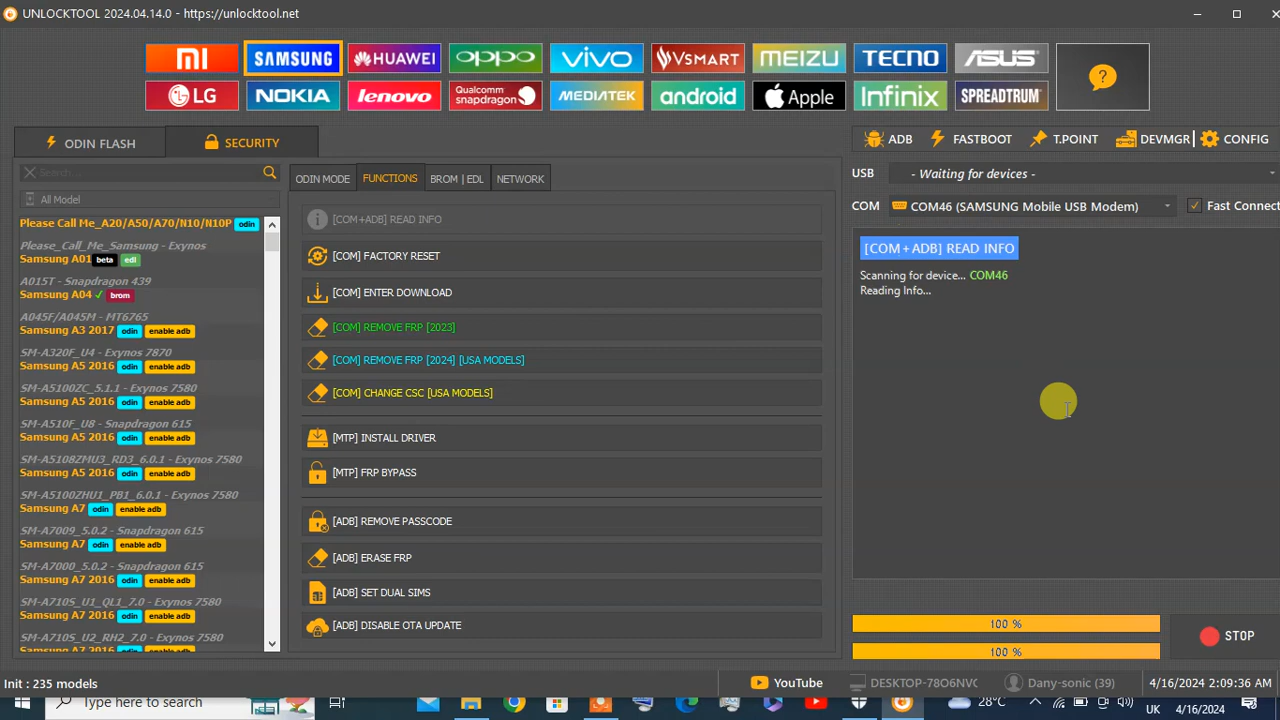 UNLOCKTOOL 2024.04.14.0 - https://unlocktool.net
mi SAMSUNG HUAWEI oppo vivo VSMART MEIZU TECNO ASUS
LG NOKIA lenovo Qualcomm snapdragon MEDIATEK android Apple Infinix SPREADTRUM ?
ODIN FLASH SECURITY
ADB FASTBOOT T.POINT DEVMGR CONFIG
Search...
All Model
ODIN MODE FUNCTIONS BROM | EDL NETWORK
USB - Waiting for devices -
COM COM46 (SAMSUNG Mobile USB Modem) Fast Connect
Please Call Me_A20/A50/A70/N10/N10P odin
Please_Call_Me_Samsung - Exynos
Samsung A01 beta edl
A015T - Snapdragon 439
Samsung A04 ✓ brom
A045F/A045M - MT6765
Samsung A3 2017 odin enable adb
SM-A320F_U4 - Exynos 7870
Samsung A5 2016 odin enable adb
SM-A5100ZC_5.1.1 - Exynos 7580
Samsung A5 2016 odin enable adb
SM-A510F_U8 - Snapdragon 615
Samsung A5 2016 odin enable adb
SM-A5108ZMU3_RD3_6.0.1 - Exynos 7580
Samsung A5 2016 odin enable adb
SM-A5100ZHU1_PB1_6.0.1 - Exynos 7580
Samsung A7 odin enable adb
SM-A7009_5.0.2 - Snapdragon 615
Samsung A7 odin enable adb
SM-A7000_5.0.2 - Snapdragon 615
Samsung A7 2016 odin enable adb
SM-A710S_U1_QL1_7.0 - Exynos 7580
Samsung A7 2016 odin enable adb
SM-A710S_U2_RH2_7.0 - Exynos 7580
Samsung A7 2016 odin enable adb
[COM+ADB] READ INFO
[COM] FACTORY RESET
[COM] ENTER DOWNLOAD
[COM] REMOVE FRP [2023]
[COM] REMOVE FRP [2024] [USA MODELS]
[COM] CHANGE CSC [USA MODELS]
[MTP] INSTALL DRIVER
[MTP] FRP BYPASS
[ADB] REMOVE PASSCODE
[ADB] ERASE FRP
[ADB] SET DUAL SIMS
[ADB] DISABLE OTA UPDATE
[COM+ADB] READ INFO
Scanning for device... COM46
Reading Info...
100 %
100 %
STOP
Init : 235 models
YouTube DESKTOP-78O6NVC Dany-sonic (39) 4/16/2024 2:09:36 AM
Type here to search
28°C UK 4/16/2024